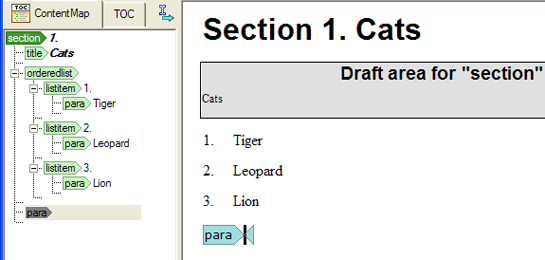 TOC
ContentMap
TOC
section 1.
title Cats
orderedlist
listitem 1.
para Tiger
listitem 2.
para Leopard
listitem 3.
para Lion
para
Section 1. Cats
Draft area for "section"
Cats
1. Tiger
2. Leopard
3. Lion
para